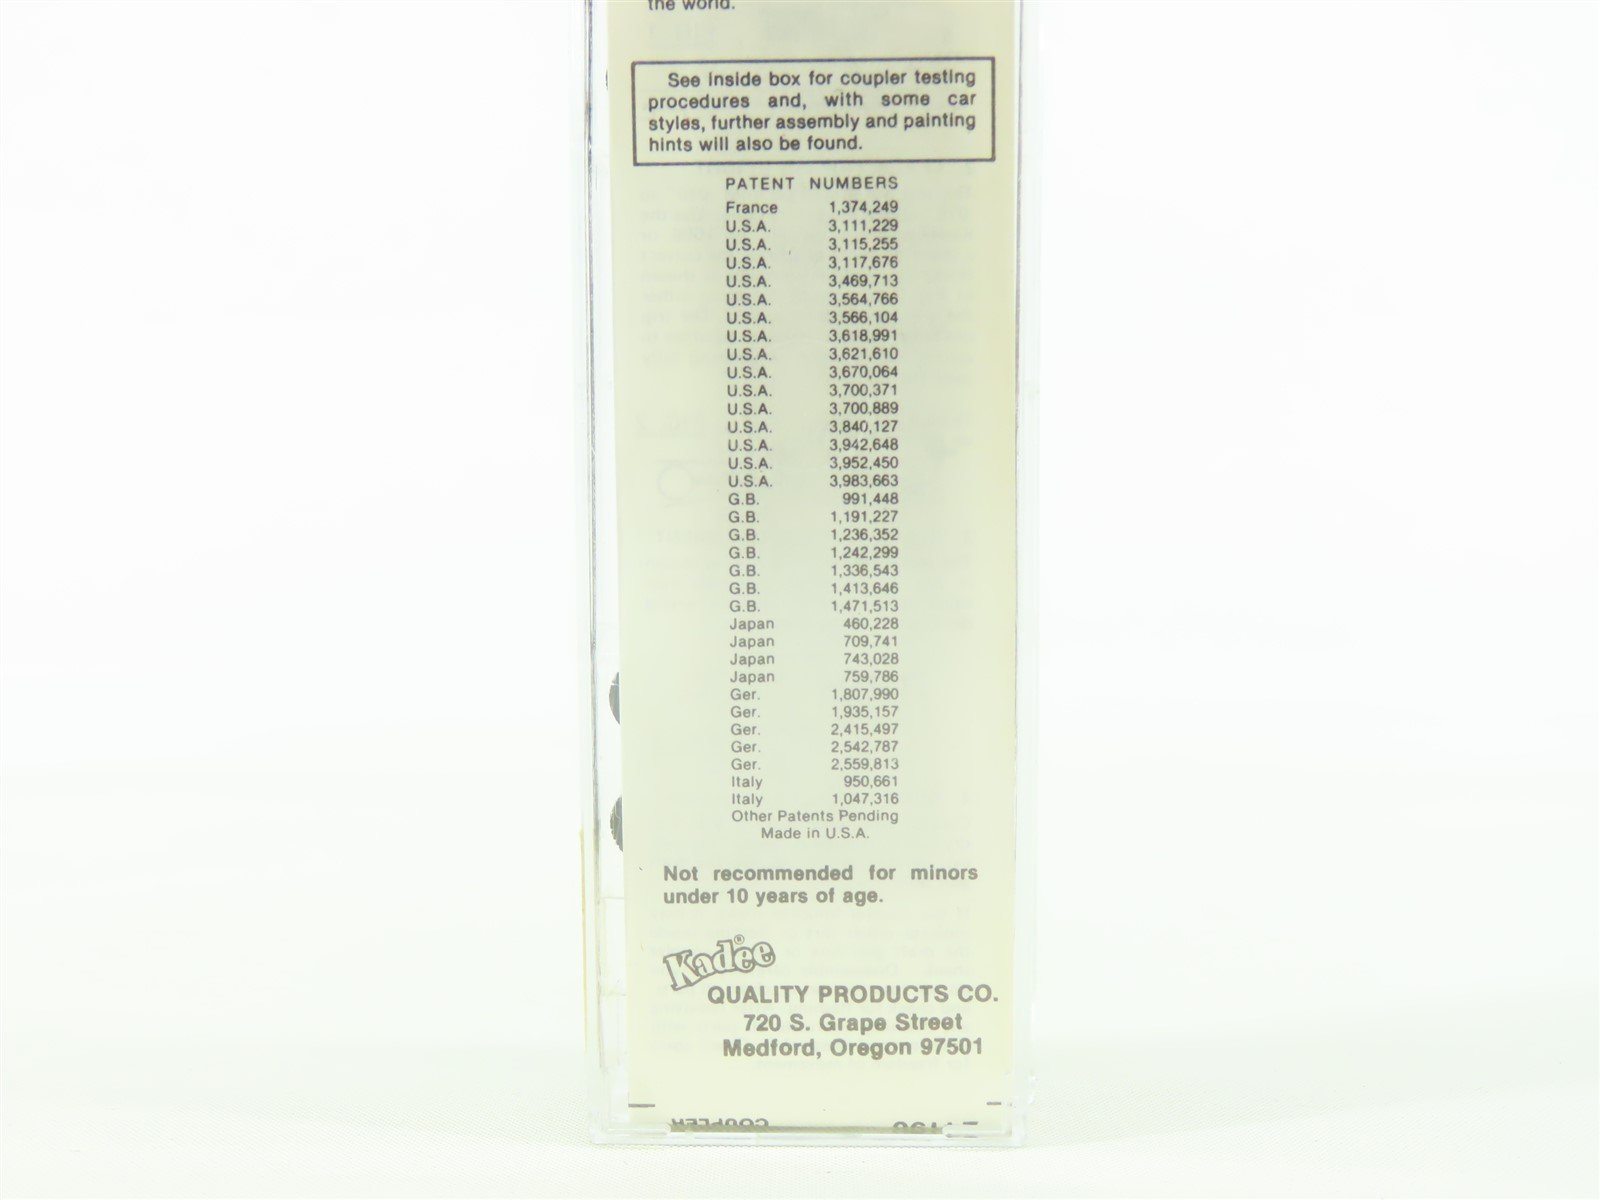 the world.
See inside box for coupler testing
procedures and, with some car
styles, further assembly and painting
hints will also be found.
PATENT NUMBERS
France 1,374,249
U.S.A. 3,111,229
U.S.A. 3,115,255
U.S.A. 3,117,676
U.S.A. 3,469,713
U.S.A. 3,564,766
U.S.A. 3,566,104
U.S.A. 3,618,991
U.S.A. 3,621,610
U.S.A. 3,670,064
U.S.A. 3,700,371
U.S.A. 3,700,889
U.S.A. 3,840,127
U.S.A. 3,942,648
U.S.A. 3,952,450
U.S.A. 3,983,663
G.B. 991,448
G.B. 1,191,227
G.B. 1,236,352
G.B. 1,242,299
G.B. 1,336,543
G.B. 1,413,646
G.B. 1,471,513
Japan 460,228
Japan 709,741
Japan 743,028
Japan 759,786
Ger. 1,807,990
Ger. 1,935,157
Ger. 2,415,497
Ger. 2,542,787
Ger. 2,559,813
Italy 950,661
Italy 1,047,316
Other Patents Pending
Made in U.S.A.
Not recommended for minors
under 10 years of age.
Kadee®
QUALITY PRODUCTS CO.
720 S. Grape Street
Medford, Oregon 97501
COUPLER